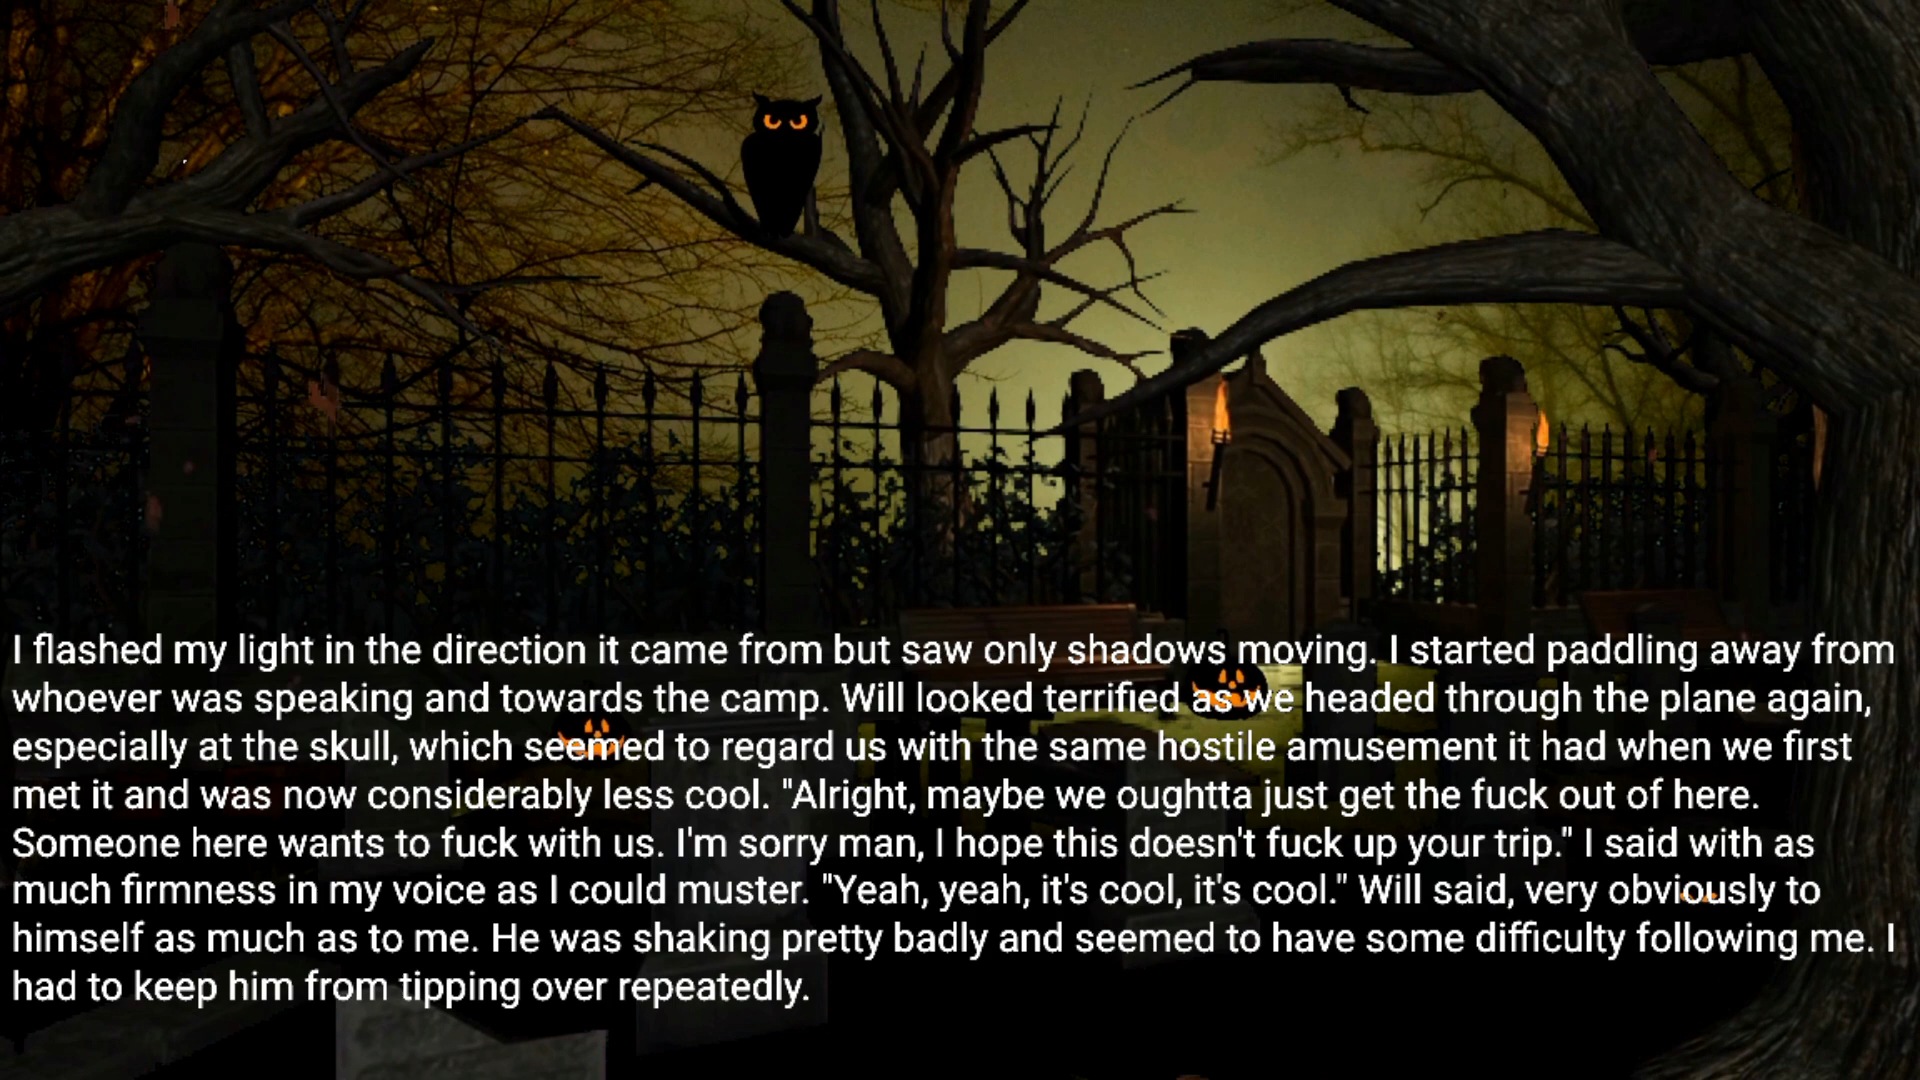 I flashed my light in the direction it came from but saw only shadows moving. I started paddling away from
whoever was speaking and towards the camp. Will looked terrified as we headed through the plane again,
especially at the skull, which seemed to regard us with the same hostile amusement it had when we first
met it and was now considerably less cool. "Alright, maybe we oughtta just get the fuck out of here.
Someone here wants to fuck with us. I'm sorry man, I hope this doesn't fuck up your trip." I said with as
much firmness in my voice as I could muster. "Yeah, yeah, it's cool, it's cool." Will said, very obviously to
himself as much as to me. He was shaking pretty badly and seemed to have some difficulty following me. I
had to keep him from tipping over repeatedly.